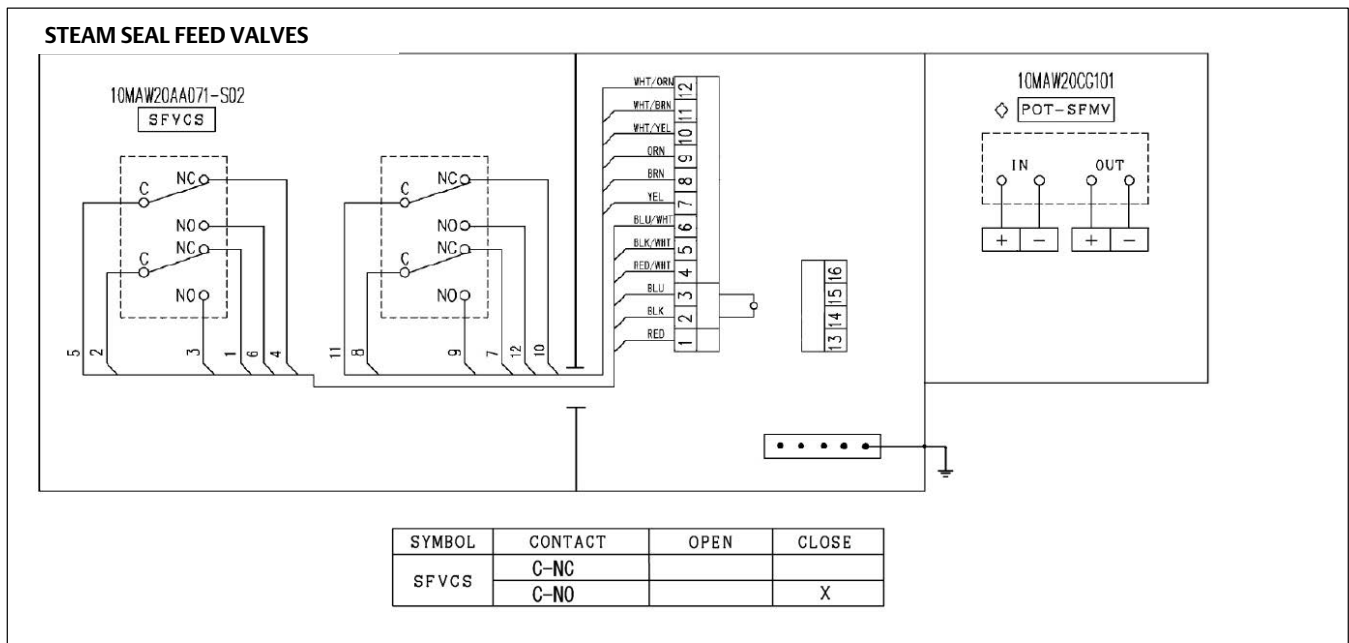 STEAM SEAL FEED VALVES
10MAW20AA071-S02
SFVCS
C NC
NO
C NC
NO
5 2 3 1 6 4
C NC
NO
C NC
NO
11 8 9 7 12 10
WHT/ORN 12
WHT/BRN 11
WHT/YEL 10
ORN 9
BRN 8
YEL 7
BLU/WHT 6
BLK/WHT 5
RED/WHT 4
BLU 3
BLK 2
RED 1
16
15
14
13
10MAW20CG101
POT-SFMV
IN OUT
+ - + -
SYMBOL CONTACT OPEN CLOSE
SFVCS C-NC
C-NO X